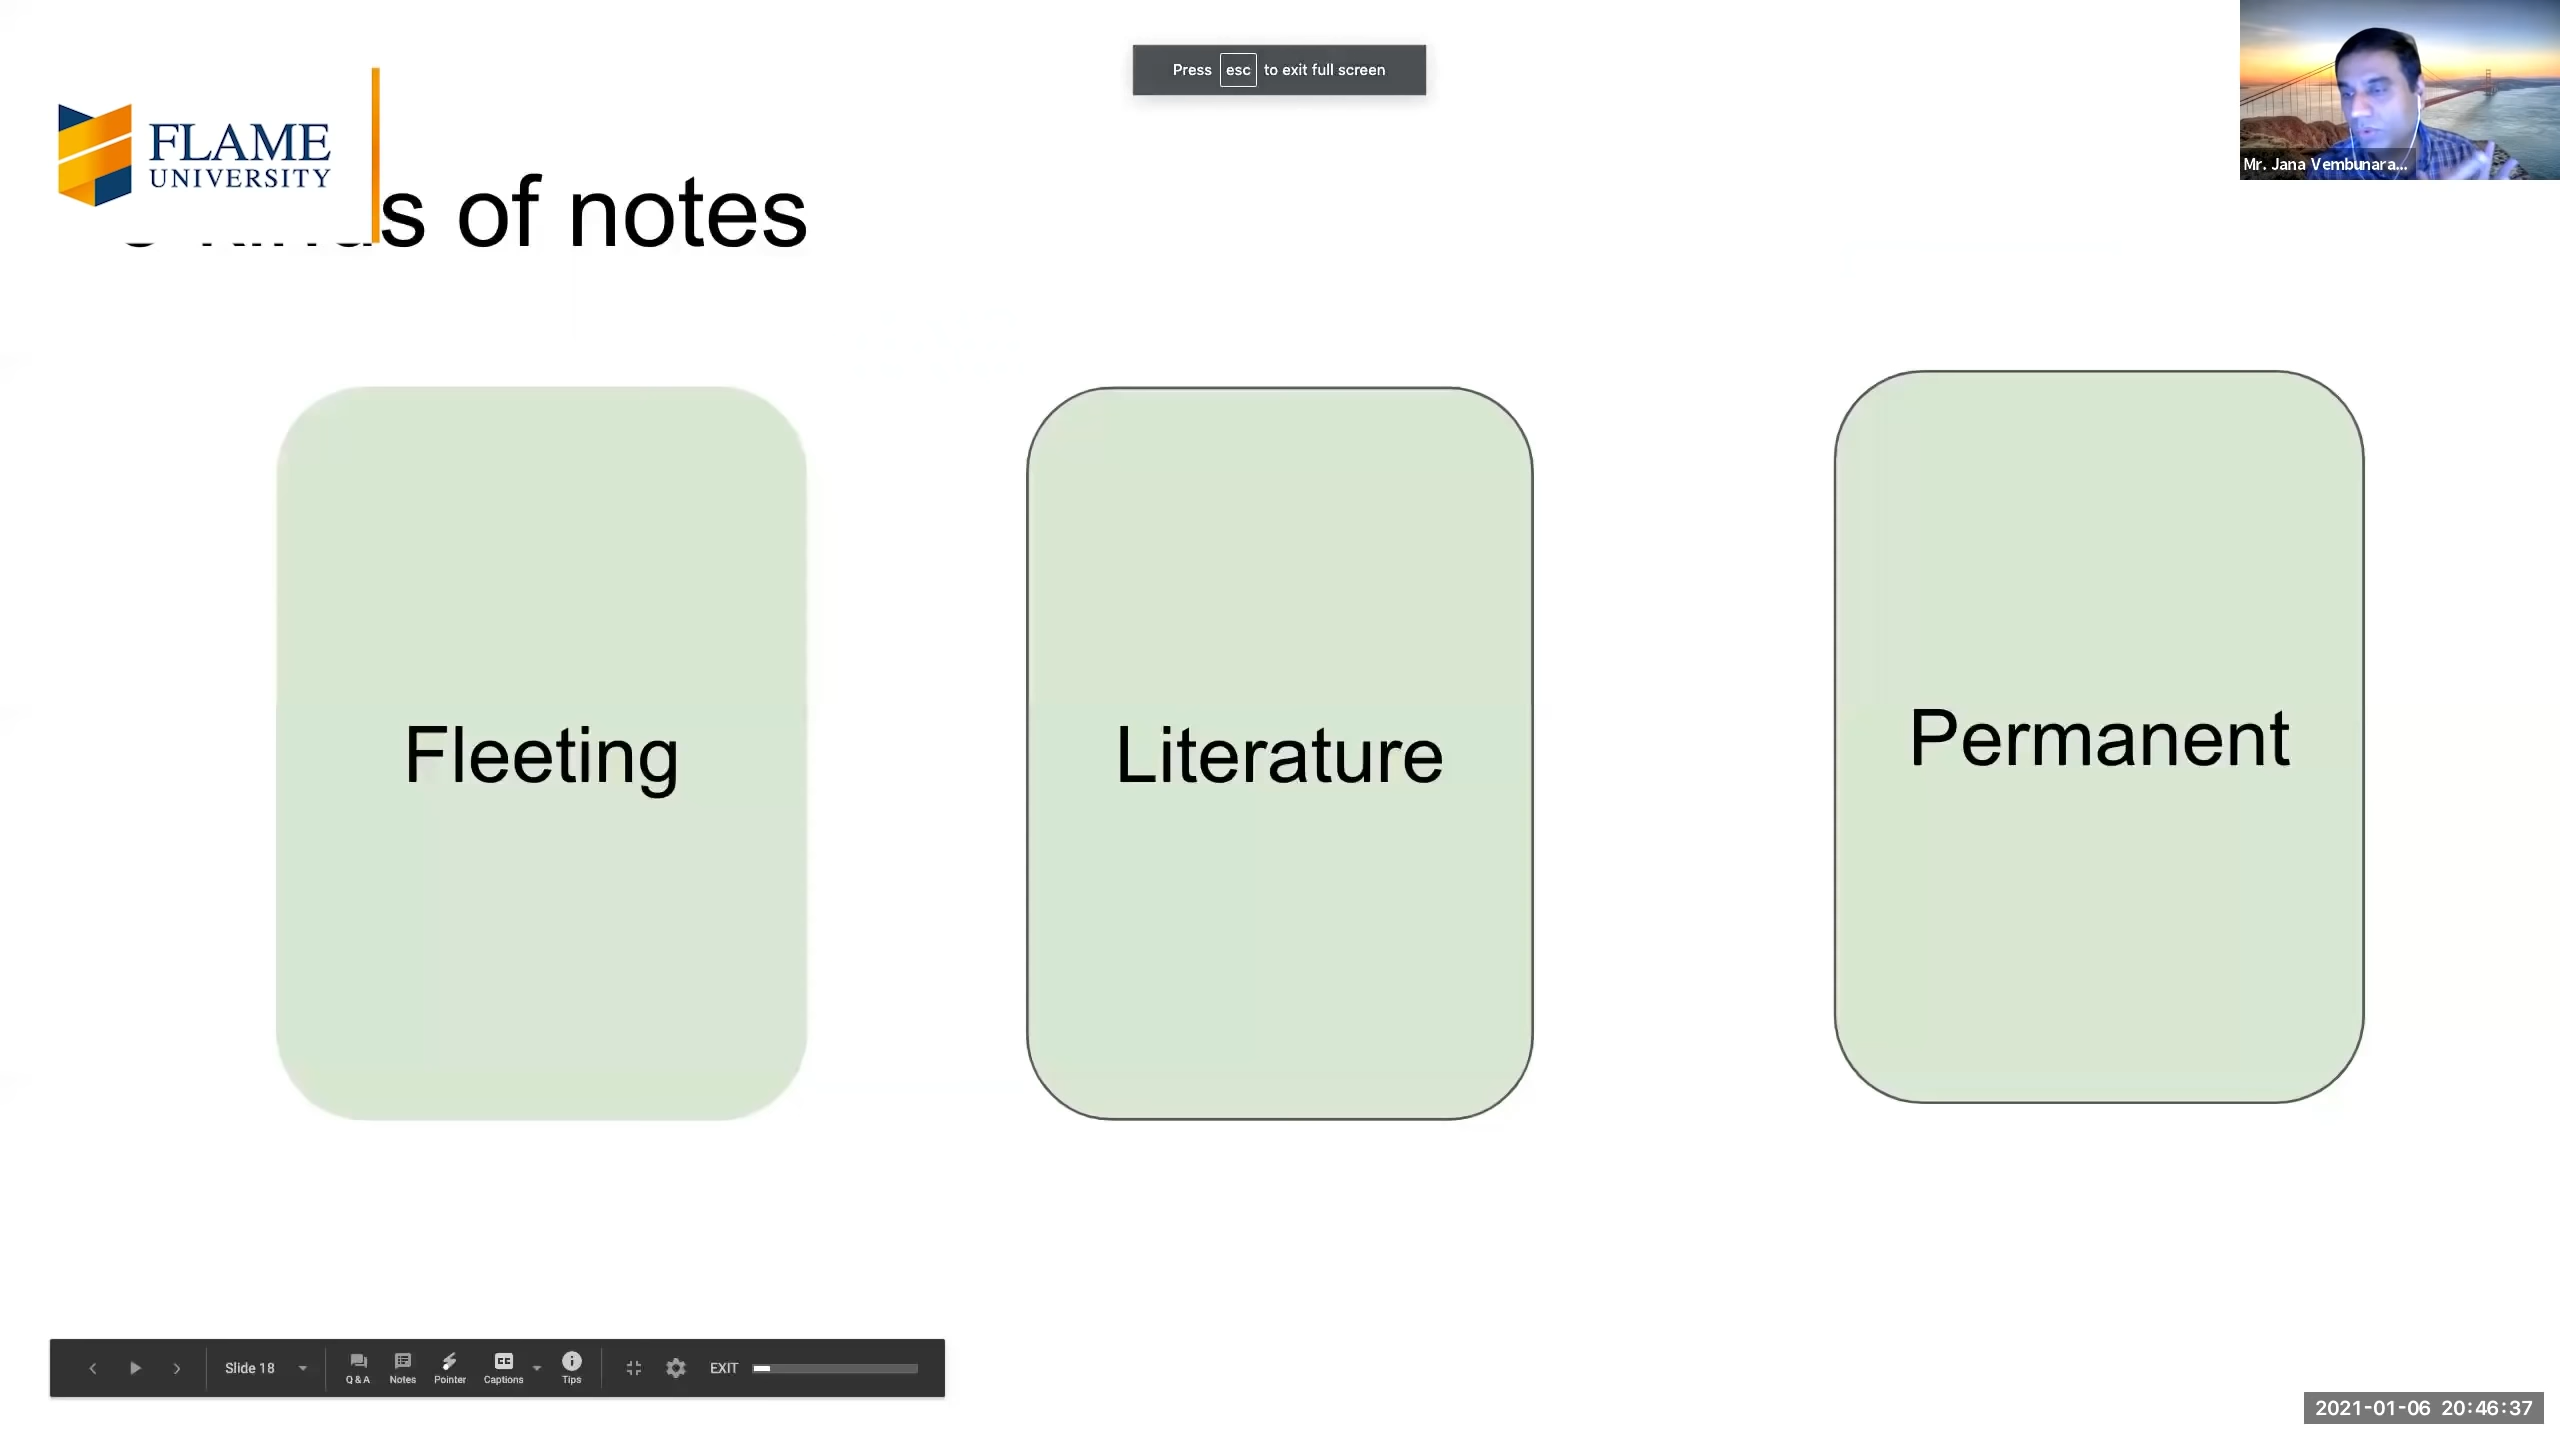 Press esc to exit full screen
FLAME
UNIVERSITY
s of notes
Mr. Jana Vembunara...
Fleeting
Literature
Permanent
Slide 18
Q & A
Notes
Pointer
CC
Captions
Tips
EXIT
2021-01-06 20:46:37